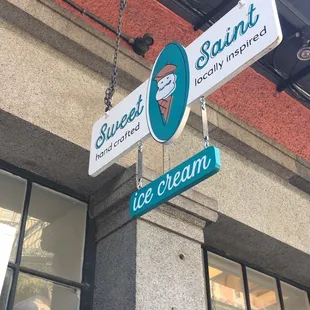 Sweet Saint
hand crafted locally inspired
ice cream